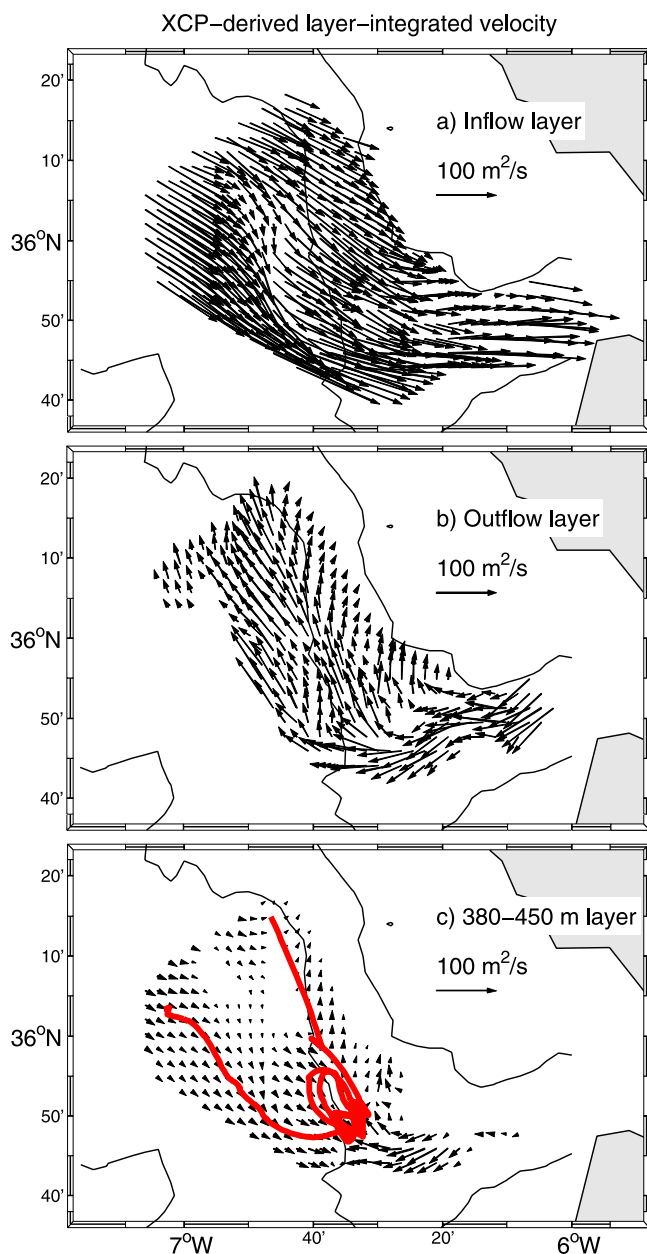 XCP−derived layer−integrated velocity
20'
a) Inflow layer
10'
100 m²/s
36°N
50'
40'
20'
b) Outflow layer
10'
100 m²/s
36°N
50'
40'
20'
c) 380−450 m layer
10'
100 m²/s
36°N
50'
40'
7°W 40' 20' 6°W